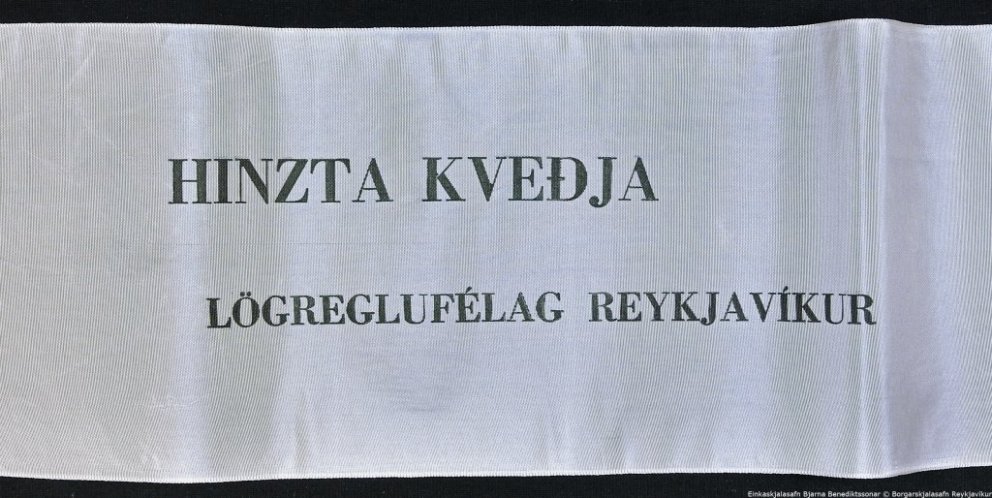 HINZTA KVEÐJA
LÖGREGLUFÉLAG REYKJAVÍKUR
Einkaskjalasafn Bjarna Benediktssonar © Borgarskjalasafn Reykjavíkur